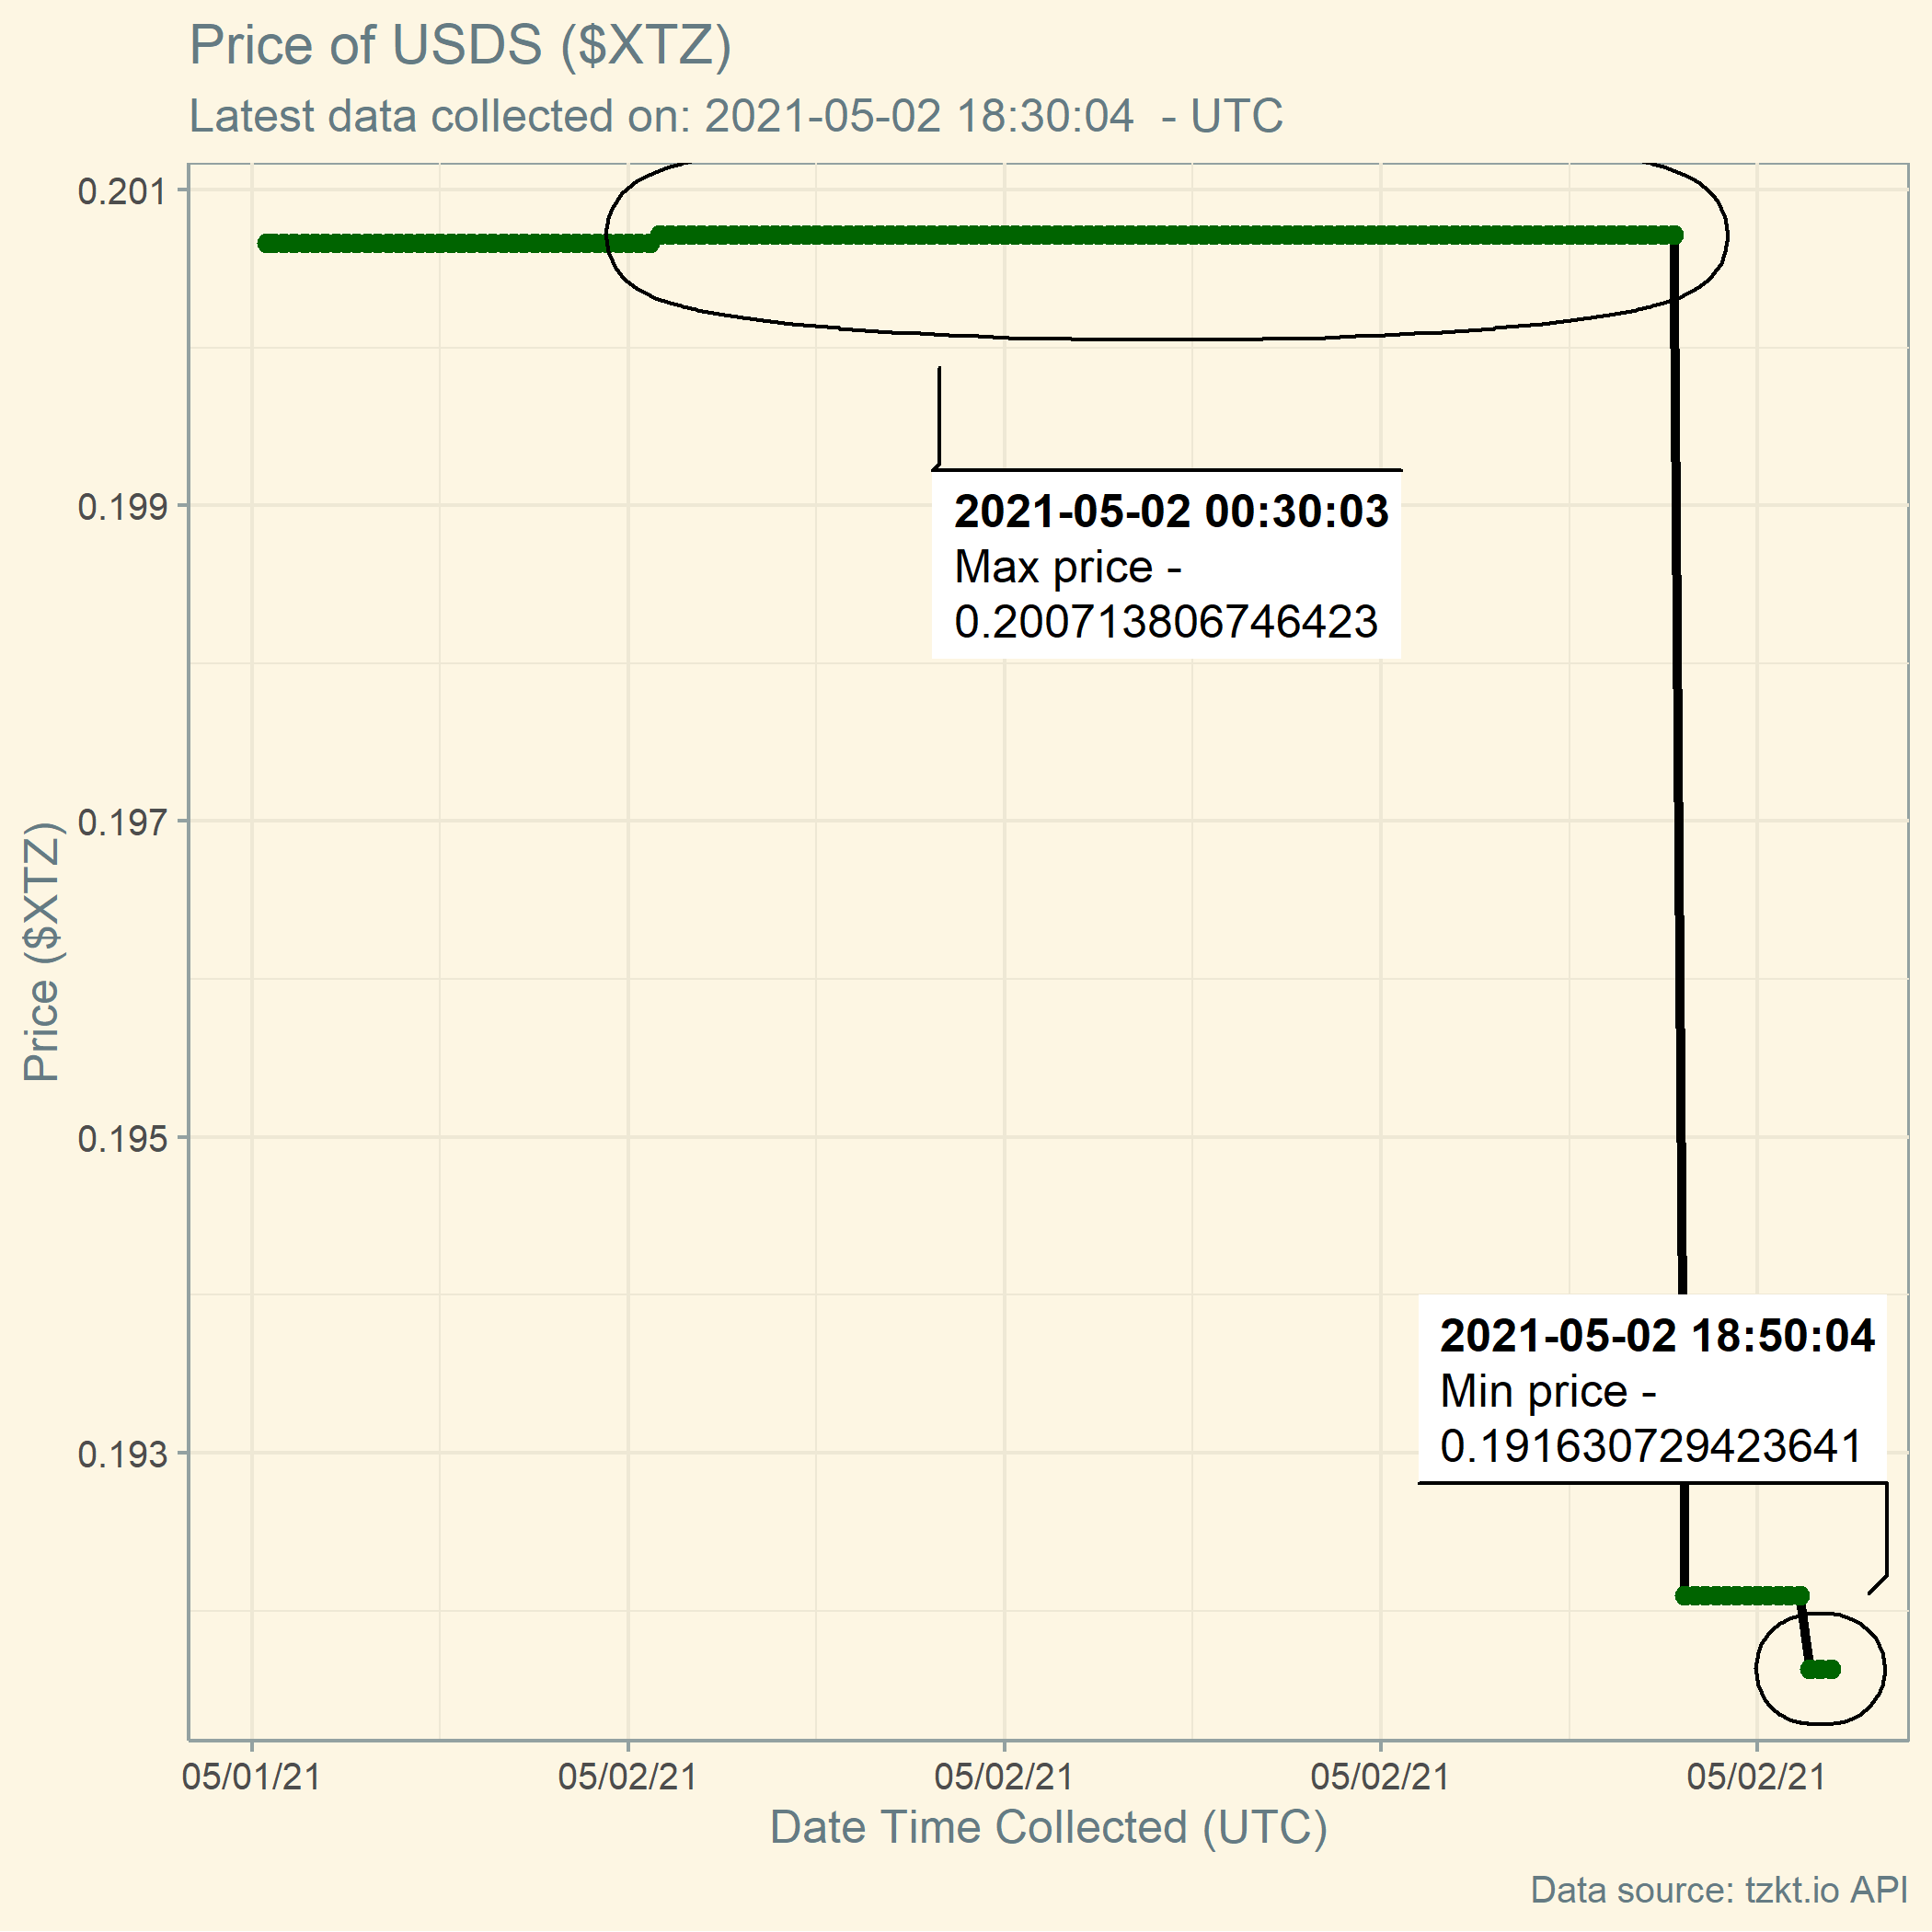 Price of USDS ($XTZ)
Latest data collected on: 2021-05-02 18:30:04  - UTC
0.201
0.199
0.197
0.195
0.193
Price ($XTZ)
2021-05-02 00:30:03
Max price -
0.200713806746423
2021-05-02 18:50:04
Min price -
0.191630729423641
05/01/21
05/02/21
05/02/21
05/02/21
05/02/21
Date Time Collected (UTC)
Data source: tzkt.io API